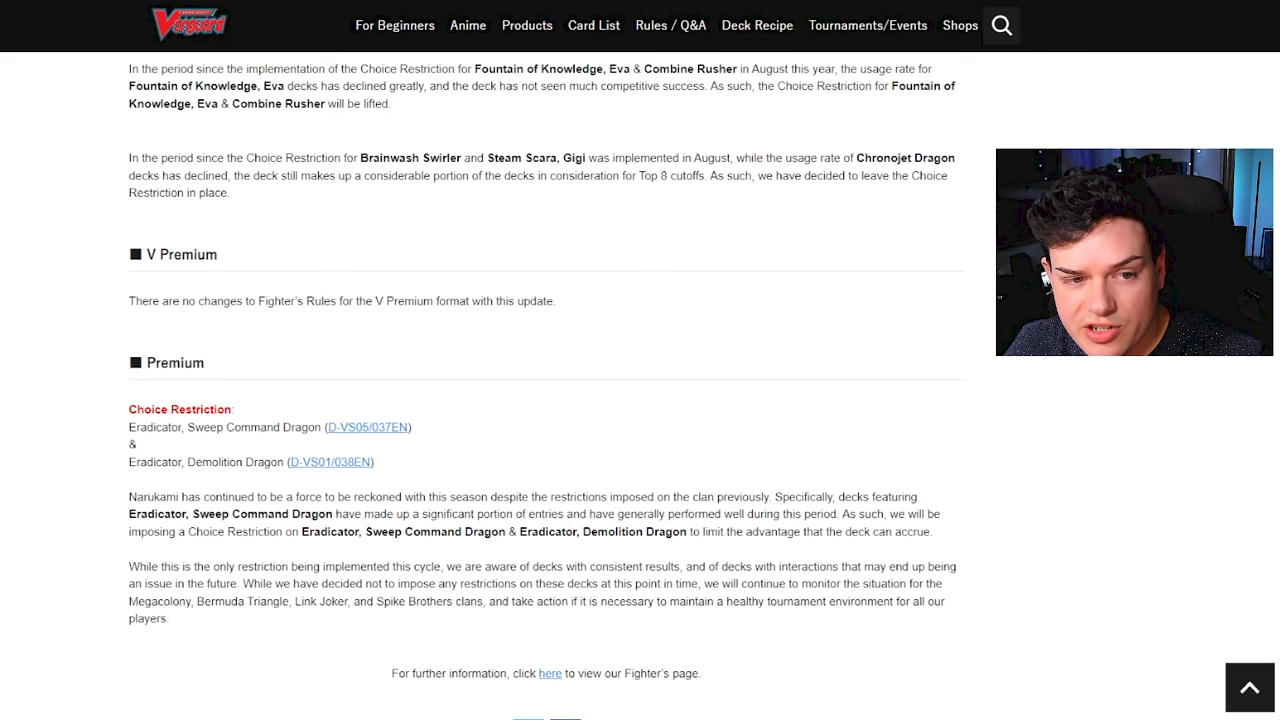 Vanguard
For Beginners Anime Products Card List Rules / Q&A Deck Recipe Tournaments/Events Shops
In the period since the implementation of the Choice Restriction for Fountain of Knowledge, Eva & Combine Rusher in August this year, the usage rate for
Fountain of Knowledge, Eva decks has declined greatly, and the deck has not seen much competitive success. As such, the Choice Restriction for Fountain of
Knowledge, Eva & Combine Rusher will be lifted.
In the period since the Choice Restriction for Brainwash Swirler and Steam Scara, Gigi was implemented in August, while the usage rate of Chronojet Dragon
decks has declined, the deck still makes up a considerable portion of the decks in consideration for Top 8 cutoffs. As such, we have decided to leave the Choice
Restriction in place.
■ V Premium
There are no changes to Fighter's Rules for the V Premium format with this update.
■ Premium
Choice Restriction:
Eradicator, Sweep Command Dragon (D-VS05/037EN)
&
Eradicator, Demolition Dragon (D-VS01/038EN)
Narukami has continued to be a force to be reckoned with this season despite the restrictions imposed on the clan previously. Specifically, decks featuring
Eradicator, Sweep Command Dragon have made up a significant portion of entries and have generally performed well during this period. As such, we will be
imposing a Choice Restriction on Eradicator, Sweep Command Dragon & Eradicator, Demolition Dragon to limit the advantage that the deck can accrue.
While this is the only restriction being implemented this cycle, we are aware of decks with consistent results, and of decks with interactions that may end up being
an issue in the future. While we have decided not to impose any restrictions on these decks at this point in time, we will continue to monitor the situation for the
Megacolony, Bermuda Triangle, Link Joker, and Spike Brothers clans, and take action if it is necessary to maintain a healthy tournament environment for all our
players.
For further information, click here to view our Fighter's page.